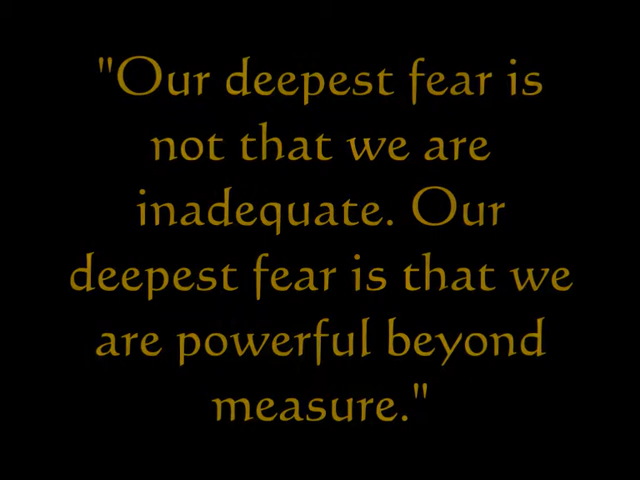 "Our deepest fear is
not that we are
inadequate. Our
deepest fear is that we
are powerful beyond
measure."